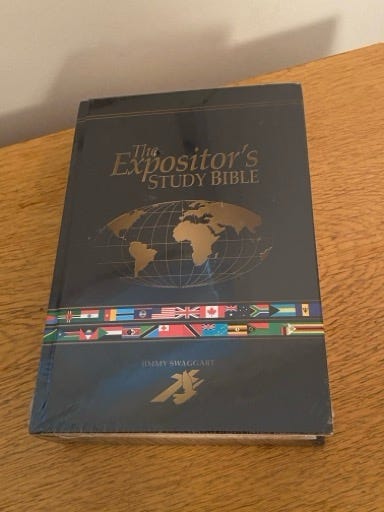 The
Expositor's
STUDY BIBLE
JIMMY SWAGGART